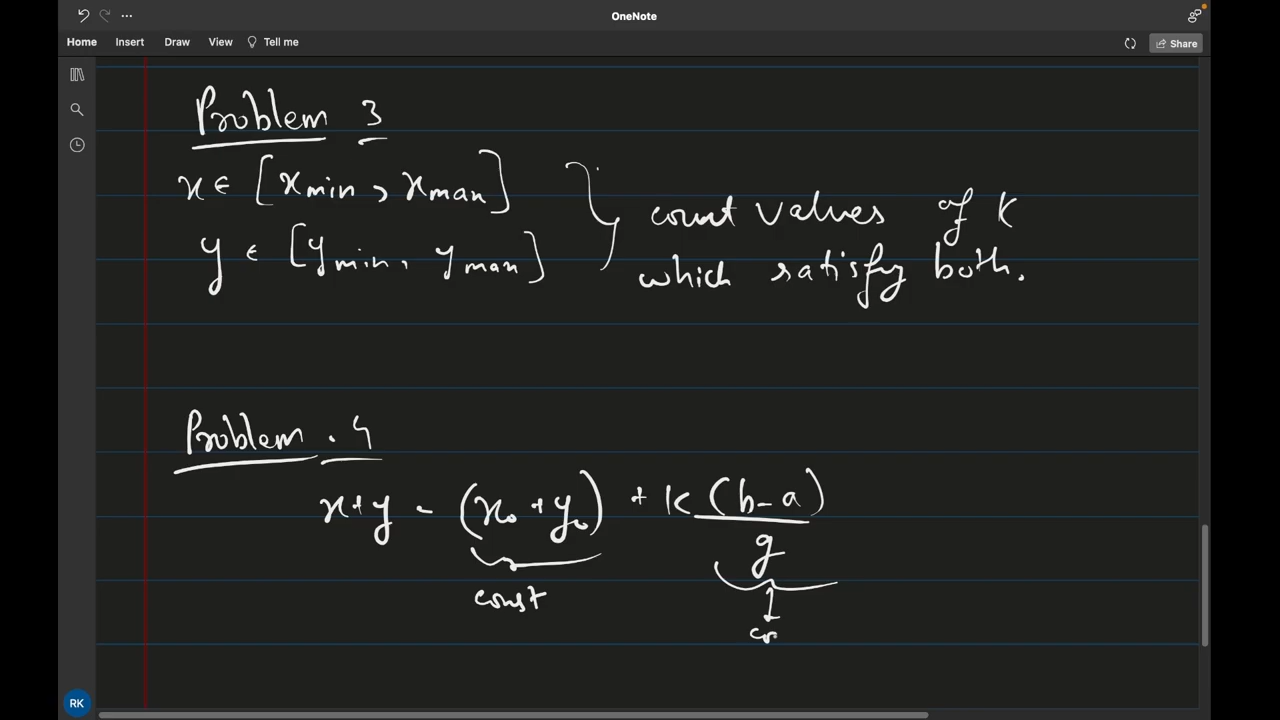 OneNote
Home Insert Draw View Tell me
Share
Problem 3
x ∈ [xmin, xmax]
y ∈ [ymin, ymax]
count values of K
which satisfy both.
Problem . 4
x+y = (x₀ + y₀) + K (b-a)
g
const
RK